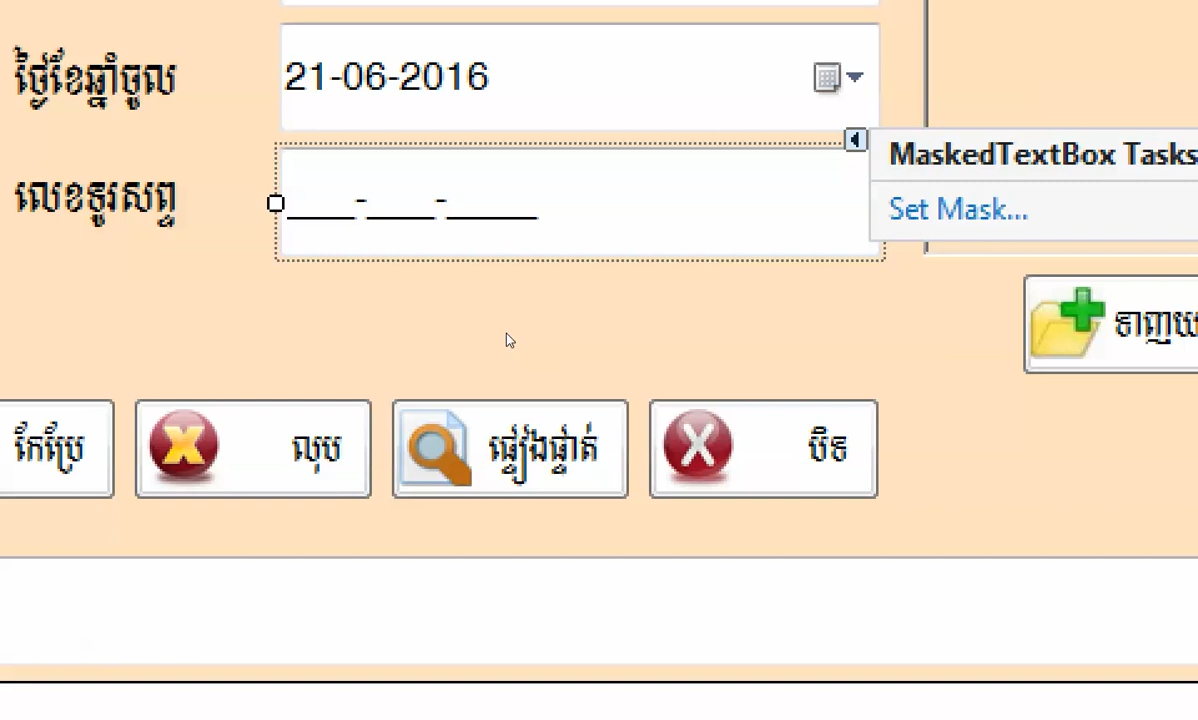 ថ្ងៃខែឆ្នាំចូល
21-06-2016
MaskedTextBox Tasks
លេខទូរសព្ទ
___-___-____
Set Mask...
កែប្រែ
លុប
ផ្ទៀងផ្ទាត់
បិទ